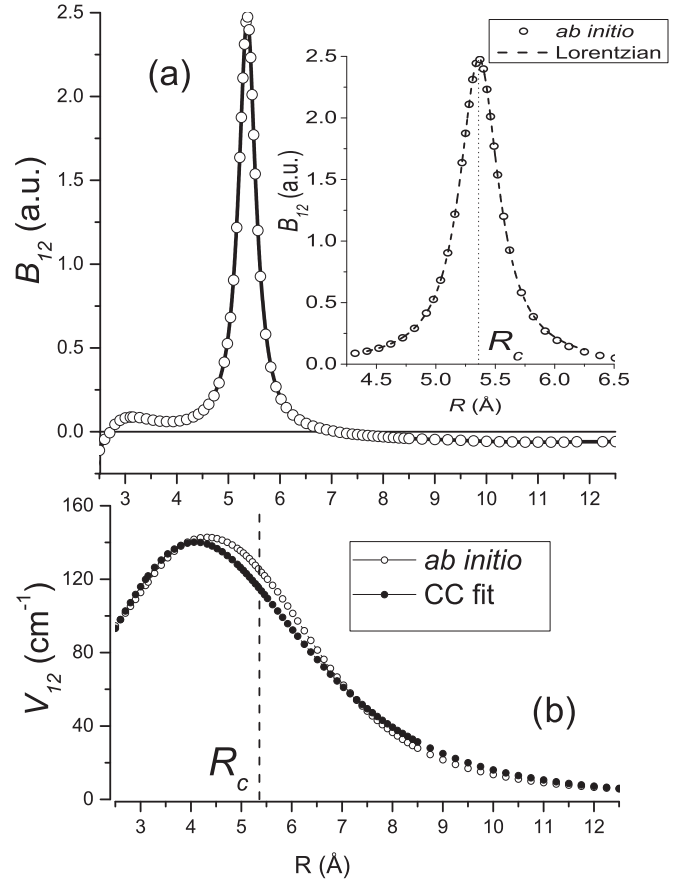 (a)
B12 (a.u.)
2.5
2.0
1.5
1.0
0.5
0.0
3 4 5 6 7 8 9 10 11 12
ab initio
Lorentzian
B12 (a.u.)
2.5
2.0
1.5
1.0
0.5
0.0
Rc
4.5 5.0 5.5 6.0 6.5
R (Å)
V12 (cm-1)
160
120
80
40
0
ab initio
CC fit
(b)
Rc
3 4 5 6 7 8 9 10 11 12
R (Å)